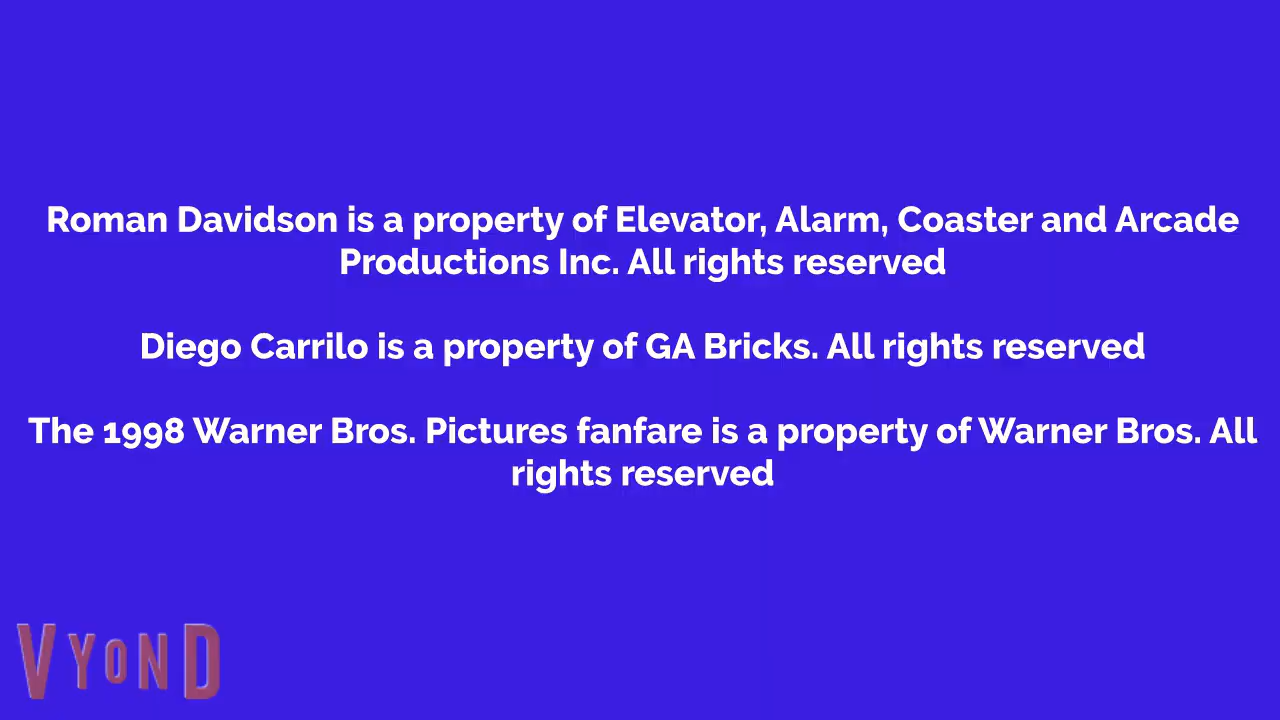 Roman Davidson is a property of Elevator, Alarm, Coaster and Arcade
Productions Inc. All rights reserved
Diego Carrilo is a property of GA Bricks. All rights reserved
The 1998 Warner Bros. Pictures fanfare is a property of Warner Bros. All
rights reserved
VYOND